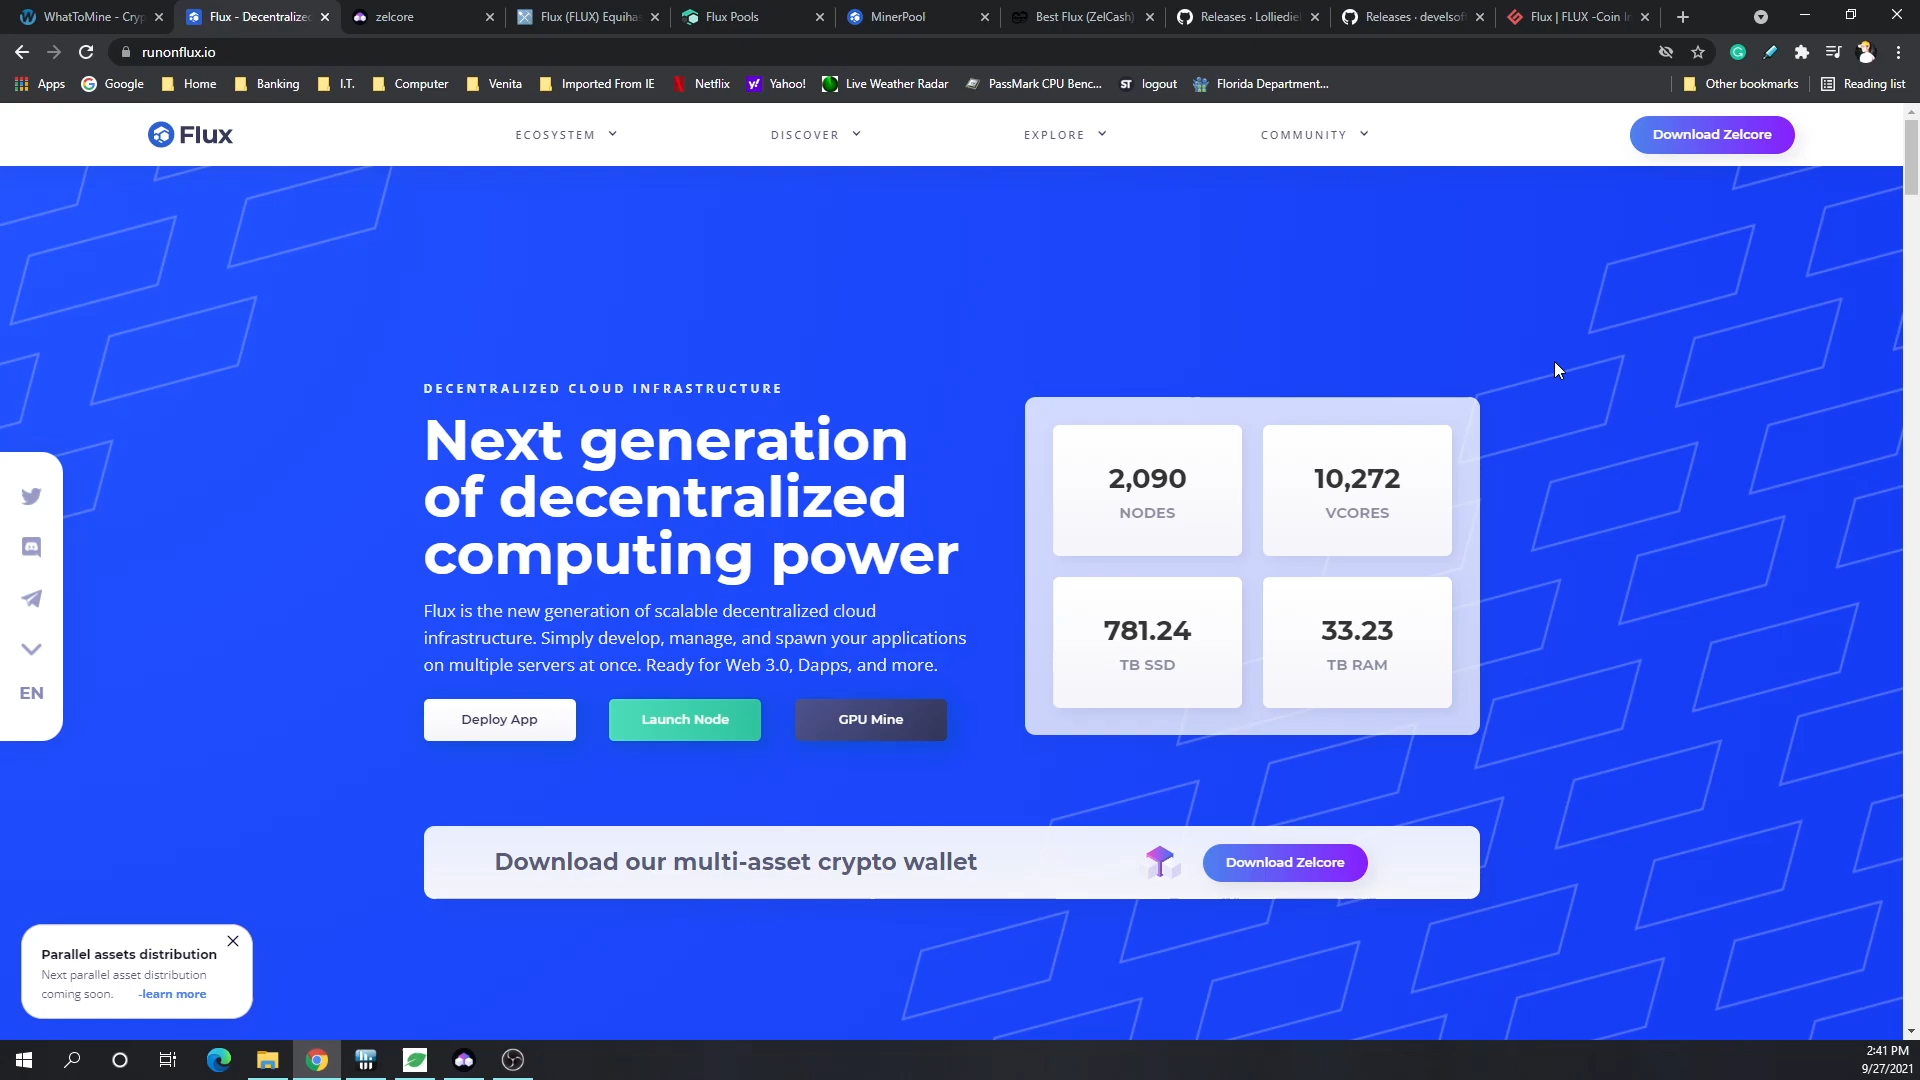 WhatToMine - Cryp
Flux - Decentralized
zelcore
Flux (FLUX) Equihas
Flux Pools
MinerPool
Best Flux (ZelCash)
Releases · Lolliedie
Releases · develsoft
Flux | FLUX -Coin In
runonflux.io
Apps
Google
Home
Banking
I.T.
Computer
Venita
Imported From IE
Netflix
Yahoo!
Live Weather Radar
PassMark CPU Benc...
ST
logout
Florida Department...
Other bookmarks
Reading list
Flux
ECOSYSTEM
DISCOVER
EXPLORE
COMMUNITY
Download Zelcore
DECENTRALIZED CLOUD INFRASTRUCTURE
Next generation
of decentralized
computing power
Flux is the new generation of scalable decentralized cloud
infrastructure. Simply develop, manage, and spawn your applications
on multiple servers at once. Ready for Web 3.0, Dapps, and more.
Deploy App
Launch Node
GPU Mine
2,090
NODES
10,272
VCORES
781.24
TB SSD
33.23
TB RAM
EN
Download our multi-asset crypto wallet
Download Zelcore
Parallel assets distribution
Next parallel asset distribution
coming soon. -learn more
2:41 PM
9/27/2021